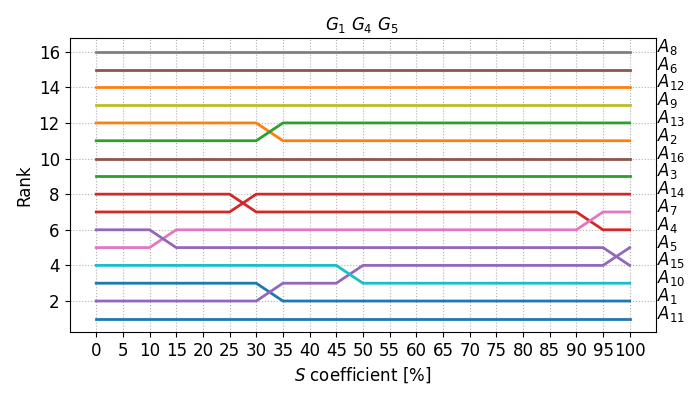 G₁ G₄ G₅
16
14
12
10
8
6
4
2
Rank
A₈
A₆
A₁₂
A₉
A₁₃
A₂
A₁₆
A₃
A₁₄
A₇
A₄
A₅
A₁₅
A₁₀
A₁
A₁₁
0 5 10 15 20 25 30 35 40 45 50 55 60 65 70 75 80 85 90 95 100
S coefficient [%]